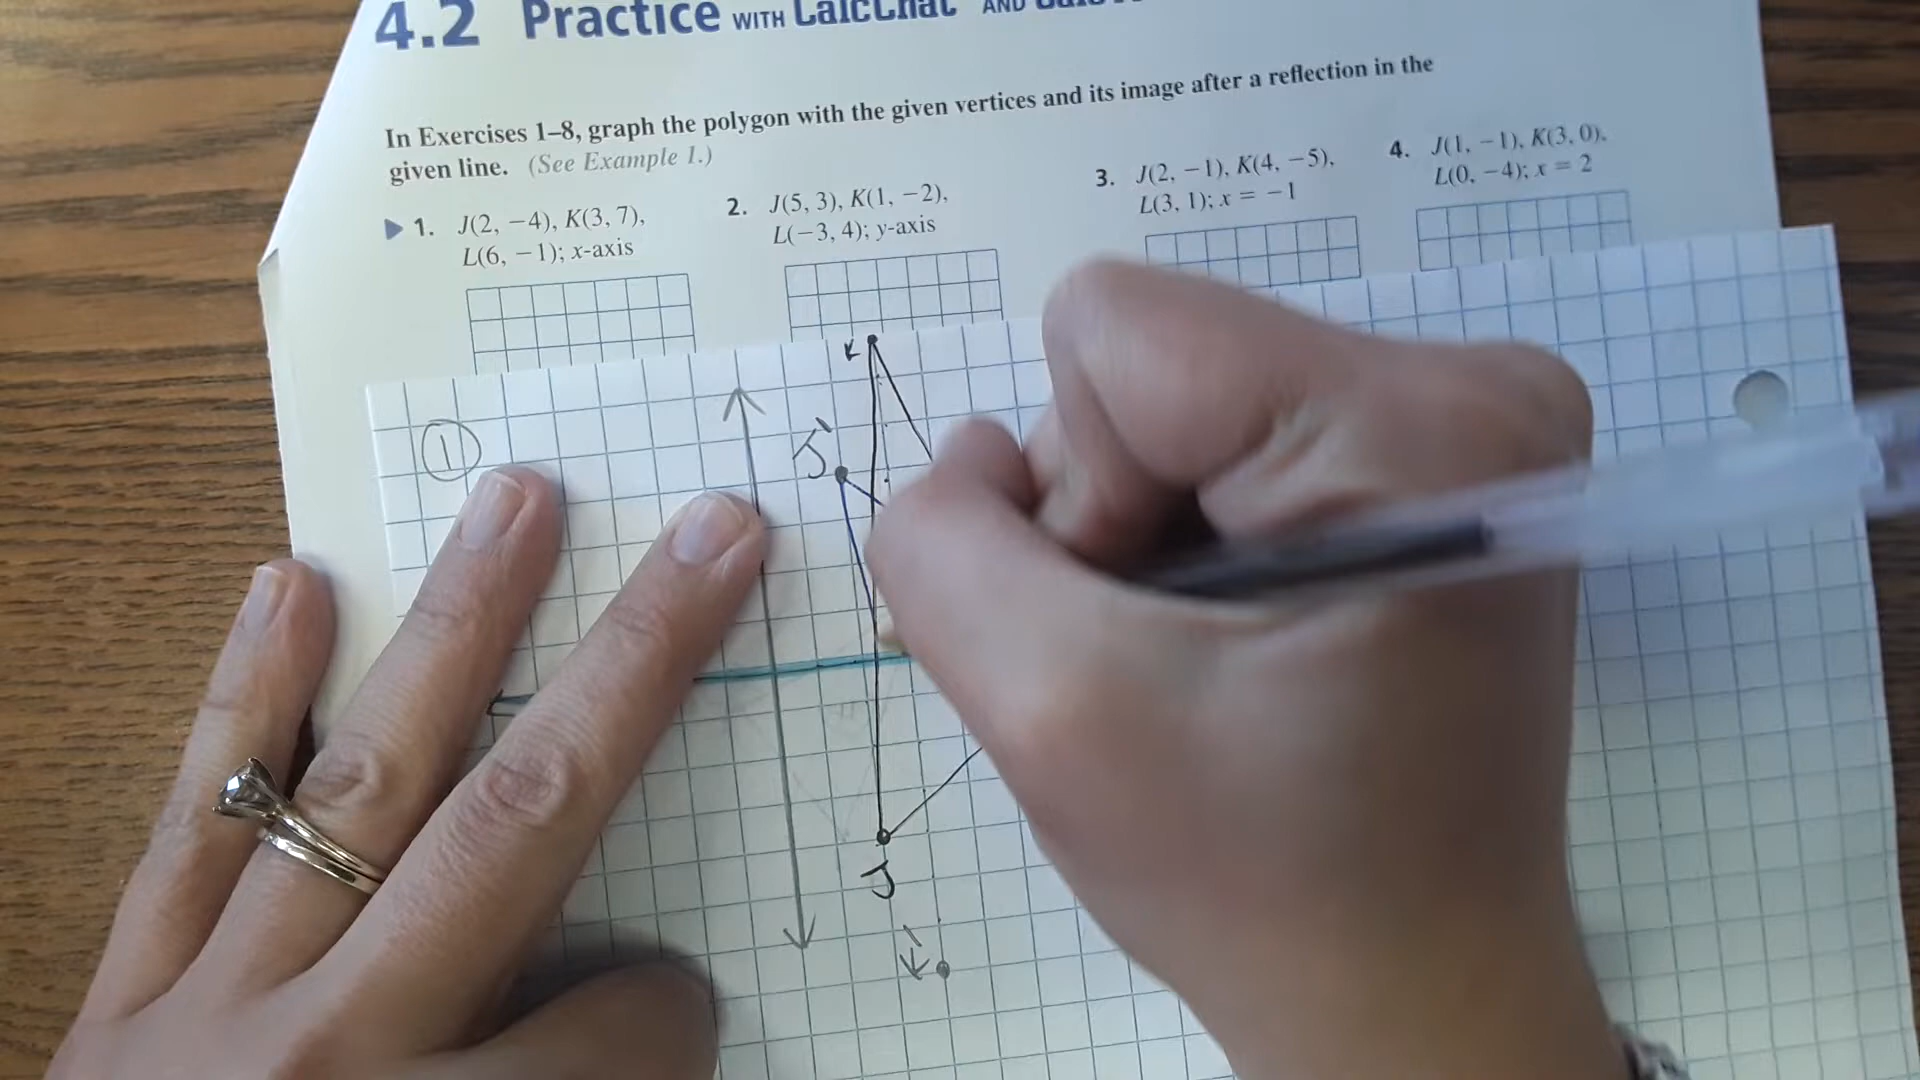 4.2 Practice WITH CalcChat AND
In Exercises 1–8, graph the polygon with the given vertices and its image after a reflection in the
given line. (See Example 1.)
1. J(2, −4), K(3, 7),
L(6, −1); x-axis
2. J(5, 3), K(1, −2),
L(−3, 4); y-axis
3. J(2, −1), K(4, −5),
L(3, 1); x = −1
4. J(1, −1), K(3, 0),
L(0, −4); x = 2
1
K
J'
J
K'